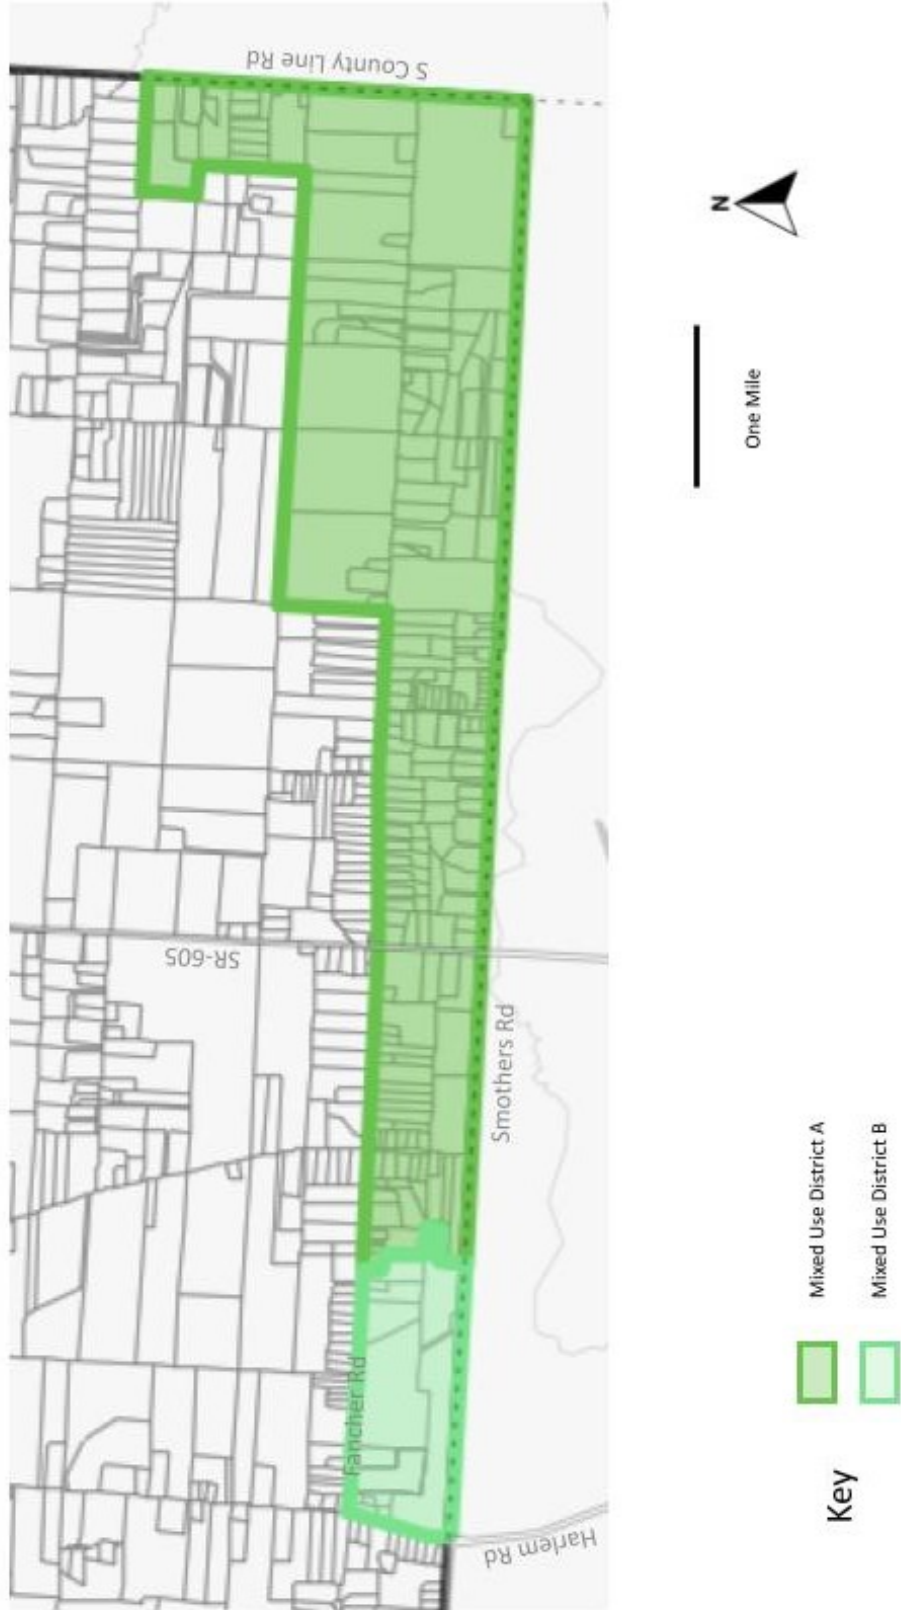 S County Line Rd
N
One Mile
SR-605
Smothers Rd
Fancher Rd
Harlem Rd
Key
Mixed Use District A
Mixed Use District B